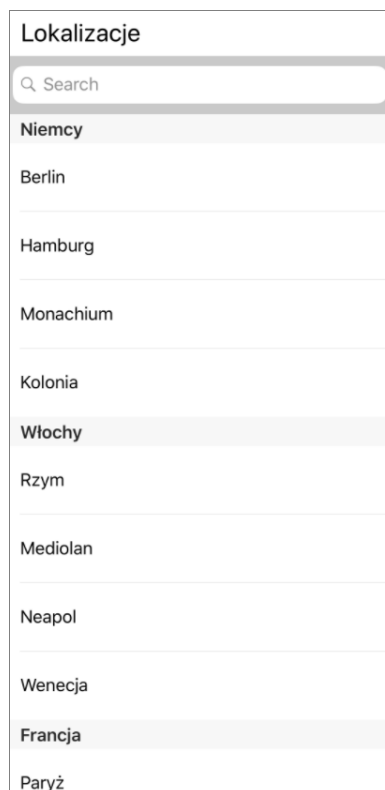 Lokalizacje
Search
Niemcy
Berlin
Hamburg
Monachium
Kolonia
Włochy
Rzym
Mediolan
Neapol
Wenecja
Francja
Paryż